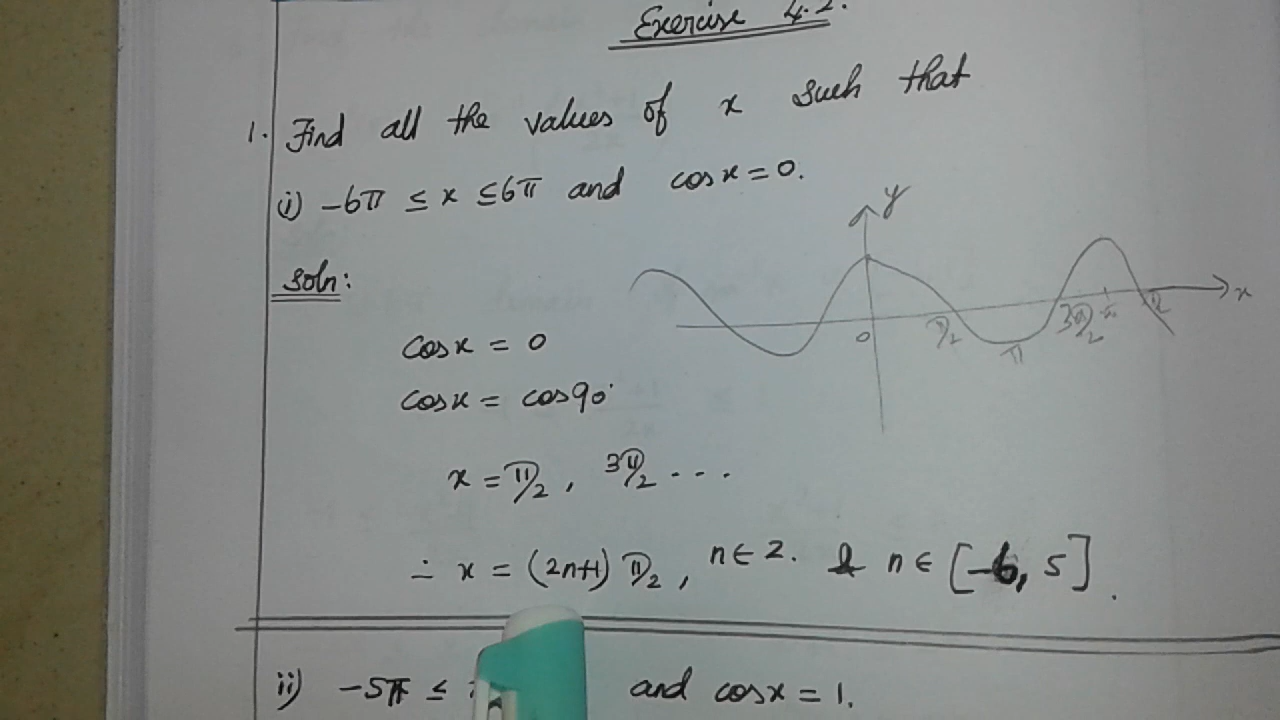 Exercise 4.2.
1. Find all the values of x such that
i) -6π ≤ x ≤ 6π and cos x = 0.
y
soln:
x
0 π/2 π 3π/2
cos x = 0
cos x = cos 90°
x = π/2, 3π/2 ...
∴ x = (2n+1) π/2, n ∈ Z. & n ∈ [-6, 5].
ii) -5π ≤ and cos x = 1.